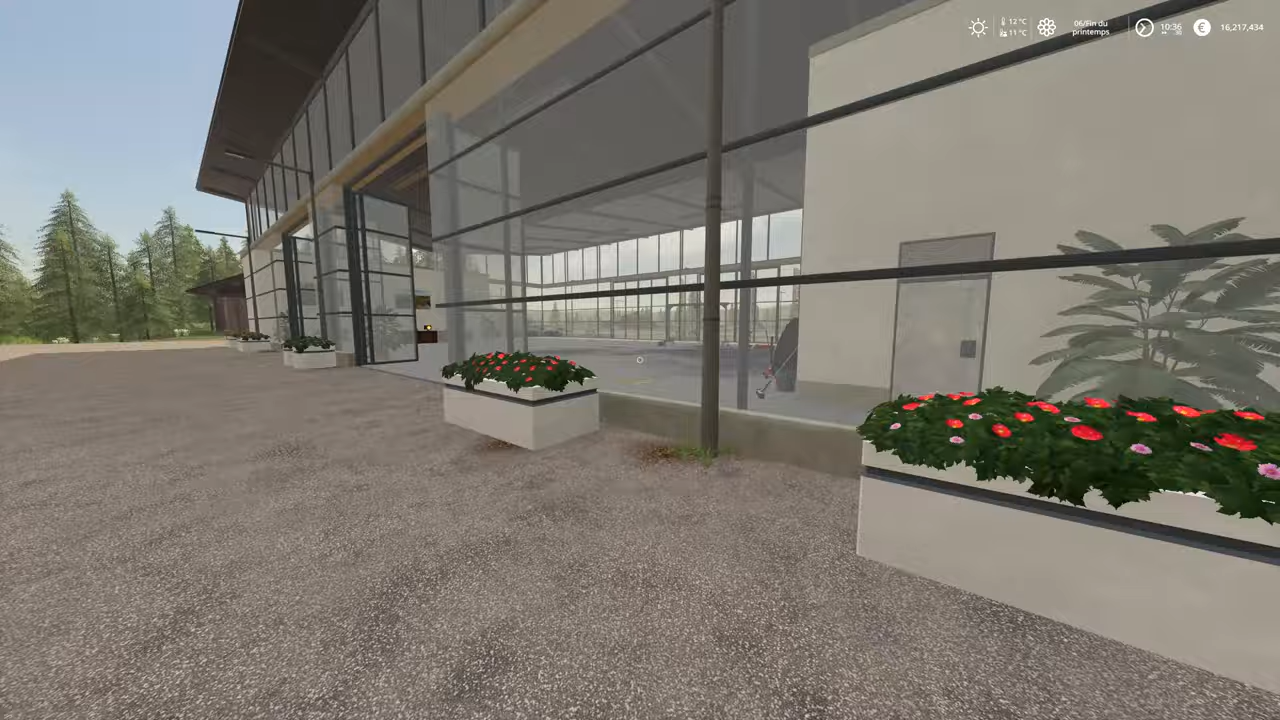 12 °C
11 °C
06/Fin du
printemps
10:36
16,217,434